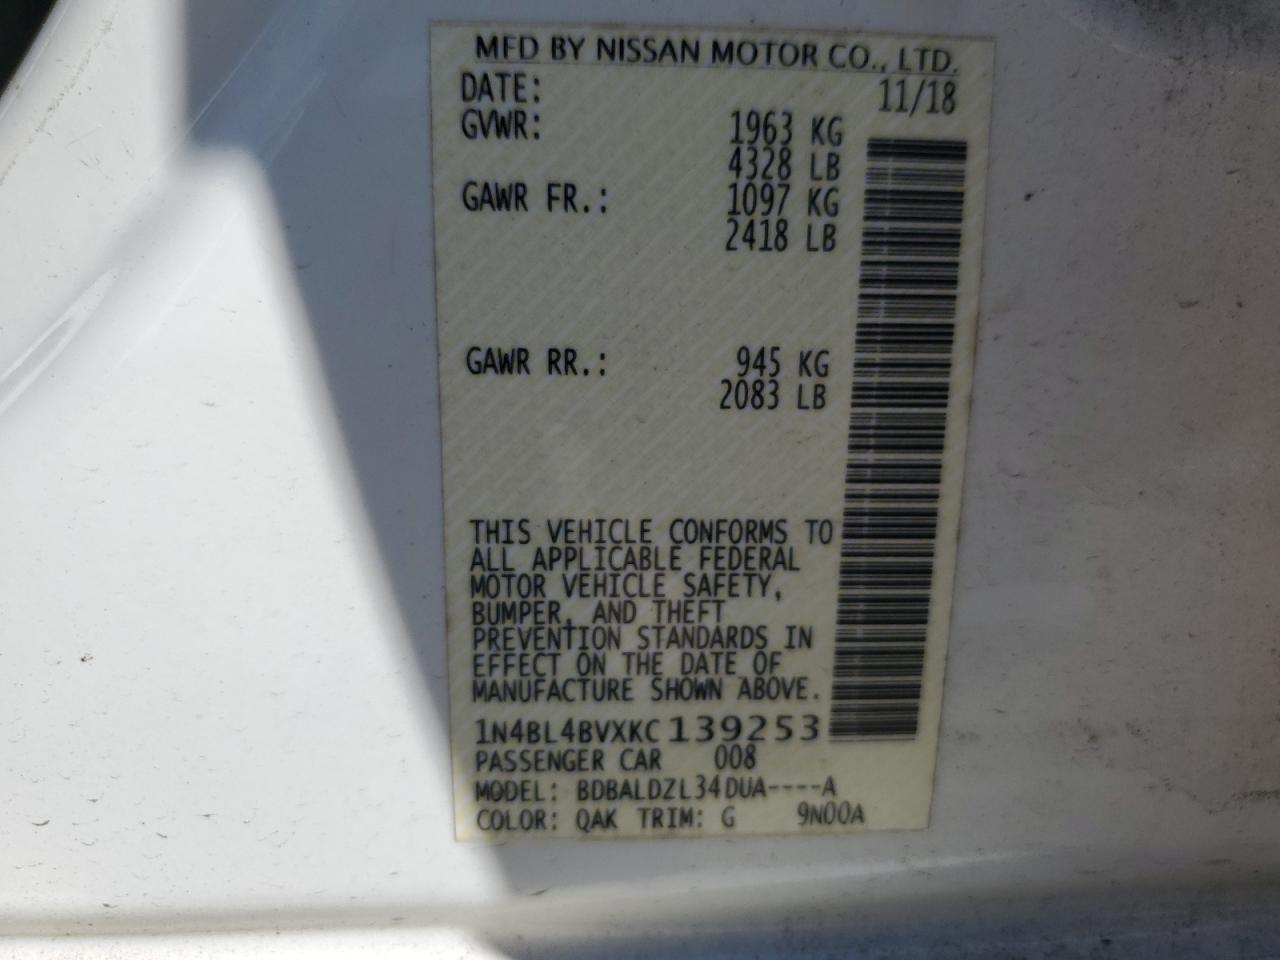 MFD BY NISSAN MOTOR CO., LTD.
DATE: 11/18
GVWR: 1963 KG
4328 LB
GAWR FR.: 1097 KG
2418 LB
GAWR RR.: 945 KG
2083 LB
THIS VEHICLE CONFORMS TO
ALL APPLICABLE FEDERAL
MOTOR VEHICLE SAFETY,
BUMPER, AND THEFT
PREVENTION STANDARDS IN
EFFECT ON THE DATE OF
MANUFACTURE SHOWN ABOVE.
1N4BL4BVXKC139253
PASSENGER CAR 008
MODEL: BDBALDZL34DUA----A
COLOR: QAK TRIM: G 9N00A